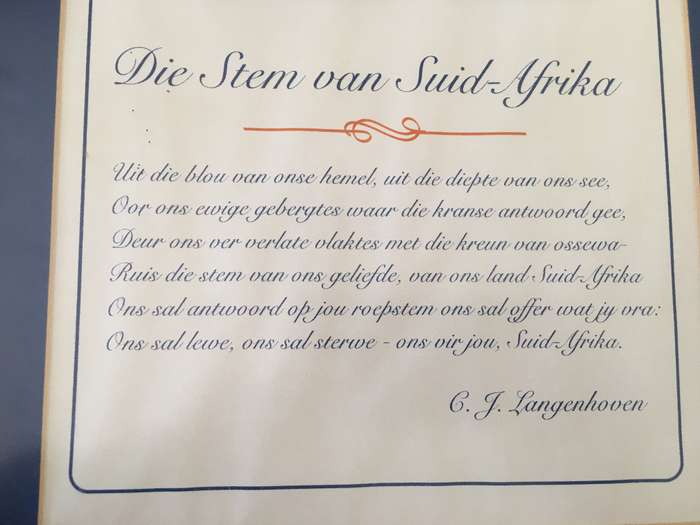 Die Stem van Suid-Afrika
Uit die blou van onse hemel, uit die diepte van ons see,
Oor ons ewige gebergtes waar die kranse antwoord gee,
Deur ons ver verlate vlaktes met die kreun van ossewa-
Ruis die stem van ons geliefde, van ons land Suid-Afrika
Ons sal antwoord op jou roepstem ons sal offer wat jy vra:
Ons sal lewe, ons sal sterwe - ons vir jou, Suid-Afrika.
C. J. Langenhoven